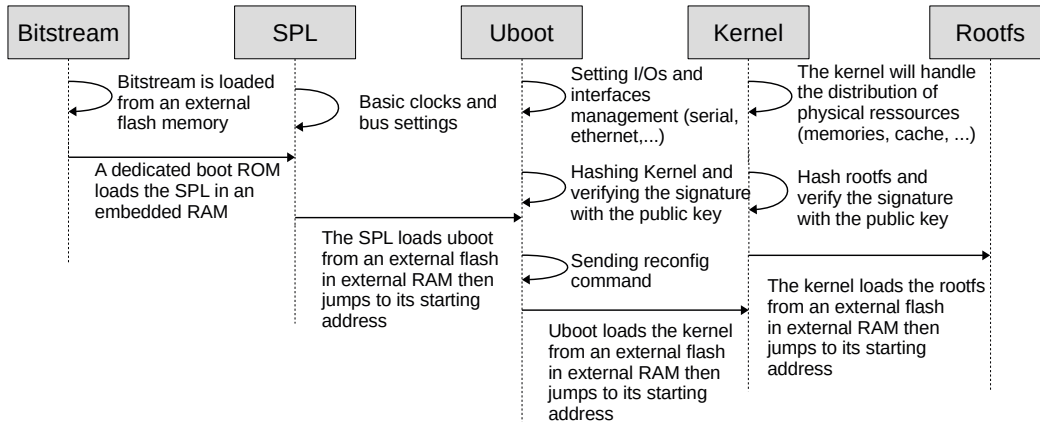 Bitstream
SPL
Uboot
Kernel
Rootfs
Bitstream is loaded
from an external
flash memory
Basic clocks and
bus settings
Setting I/Os and
interfaces
management (serial,
ethernet,...)
The kernel will handle
the distribution of
physical ressources
(memories, cache, ...)
A dedicated boot ROM
loads the SPL in an
embedded RAM
Hashing Kernel and
verifying the signature
with the public key
Hash rootfs and
verify the signature
with the public key
The SPL loads uboot
from an external flash
in external RAM then
jumps to its starting
address
Sending reconfig
command
The kernel loads the rootfs
from an external flash
in external RAM then
jumps to its starting
address
Uboot loads the kernel
from an external flash
in external RAM then
jumps to its starting
address